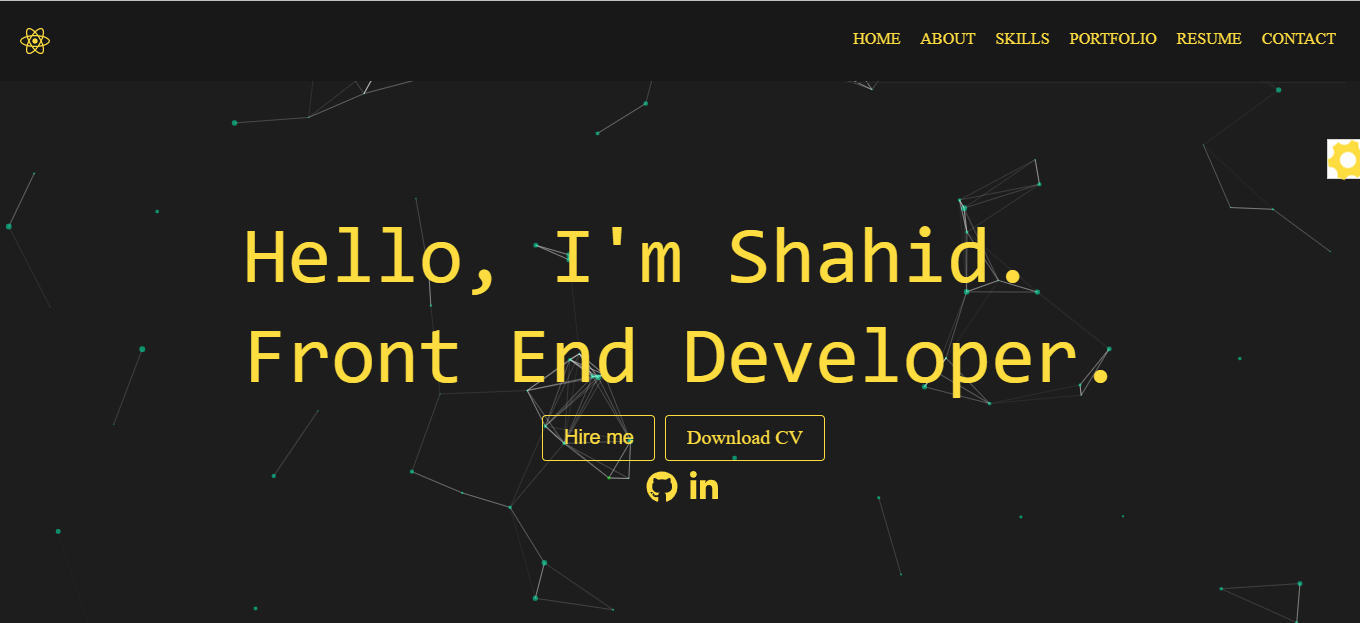 HOME ABOUT SKILLS PORTFOLIO RESUME CONTACT
Hello, I'm Shahid.
Front End Developer.
Hire me Download CV
in